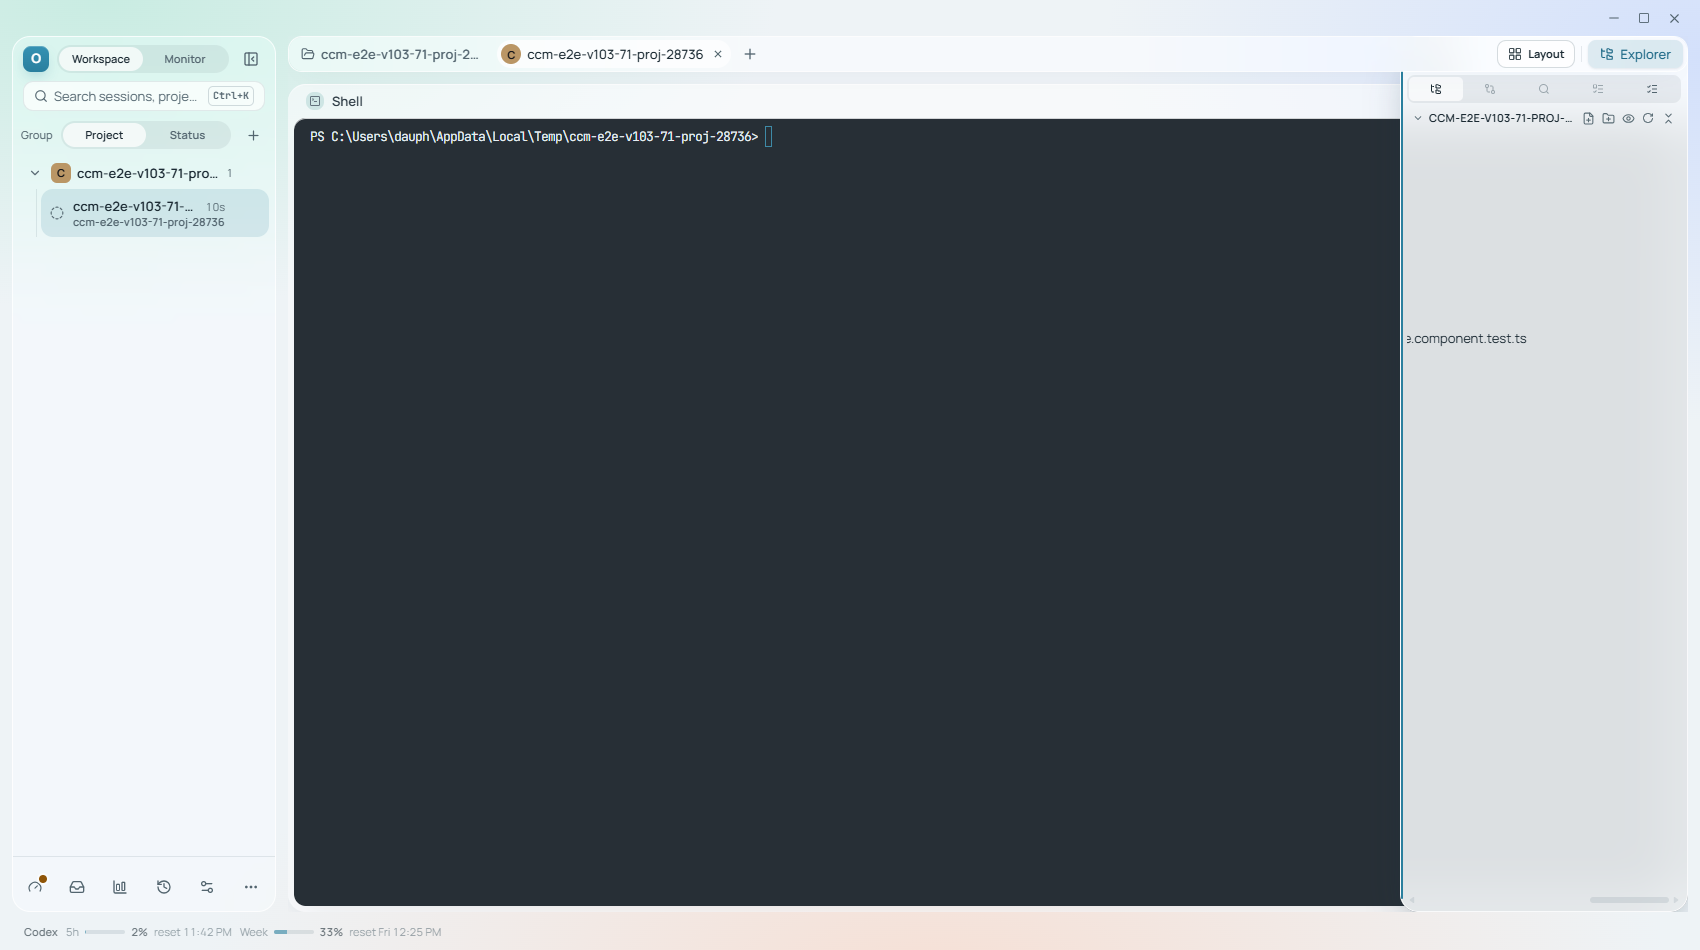 O Workspace Monitor
Search sessions, proje... Ctrl+K
Group Project Status
C ccm-e2e-v103-71-pro... 1
ccm-e2e-v103-71-... 10s
ccm-e2e-v103-71-proj-28736
ccm-e2e-v103-71-proj-2...
C ccm-e2e-v103-71-proj-28736
Layout
Explorer
Shell
PS C:\Users\dauph\AppData\Local\Temp\ccm-e2e-v103-71-proj-28736>
CCM-E2E-V103-71-PROJ-...
e.component.test.ts
Codex 5h 2% reset 11:42 PM Week 33% reset Fri 12:25 PM